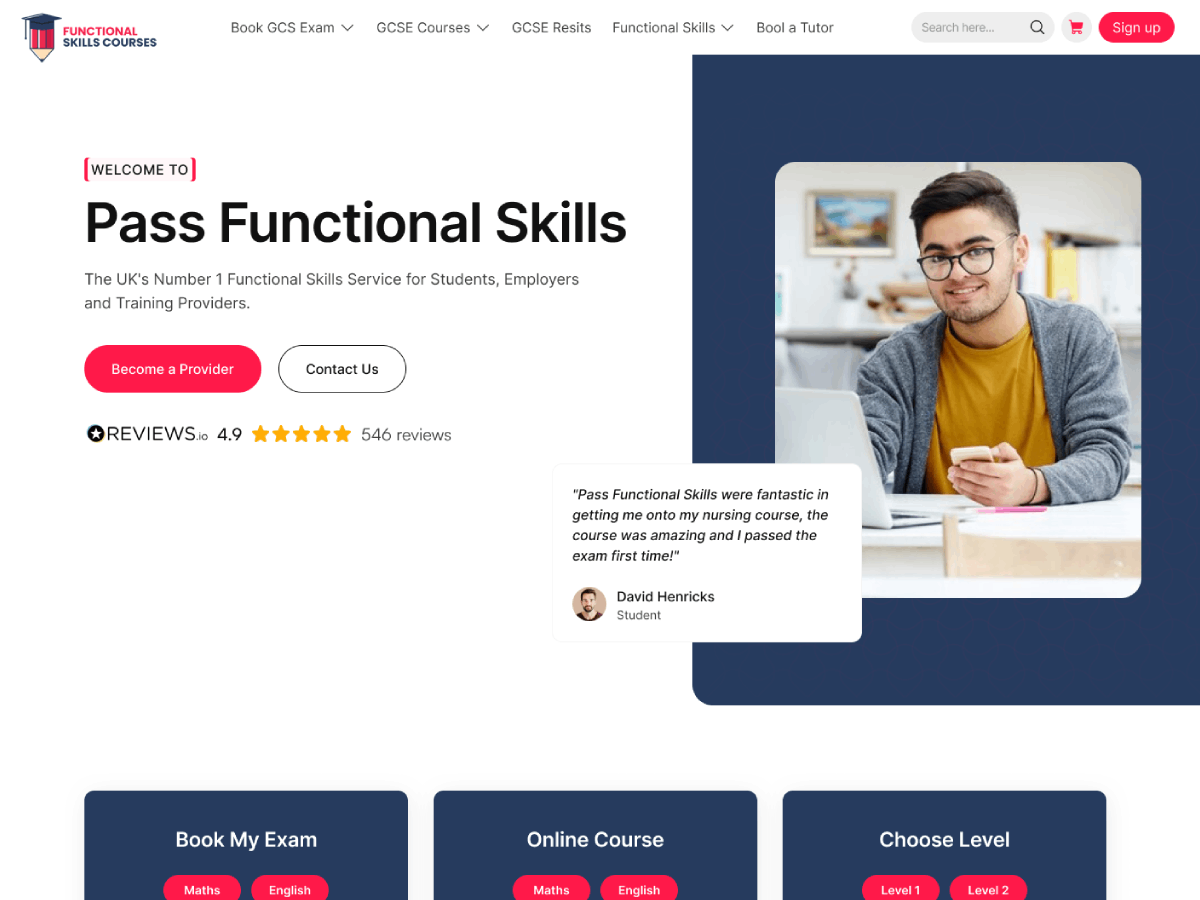 FUNCTIONAL
SKILLS COURSES
Book GCS Exam
GCSE Courses
GCSE Resits
Functional Skills
Bool a Tutor
Search here...
Sign up
WELCOME TO
Pass Functional Skills
The UK's Number 1 Functional Skills Service for Students, Employers
and Training Providers.
Become a Provider
Contact Us
REVIEWS.io 4.9 546 reviews
"Pass Functional Skills were fantastic in
getting me onto my nursing course, the
course was amazing and I passed the
exam first time!"
David Henricks
Student
Book My Exam
Maths
English
Online Course
Maths
English
Choose Level
Level 1
Level 2